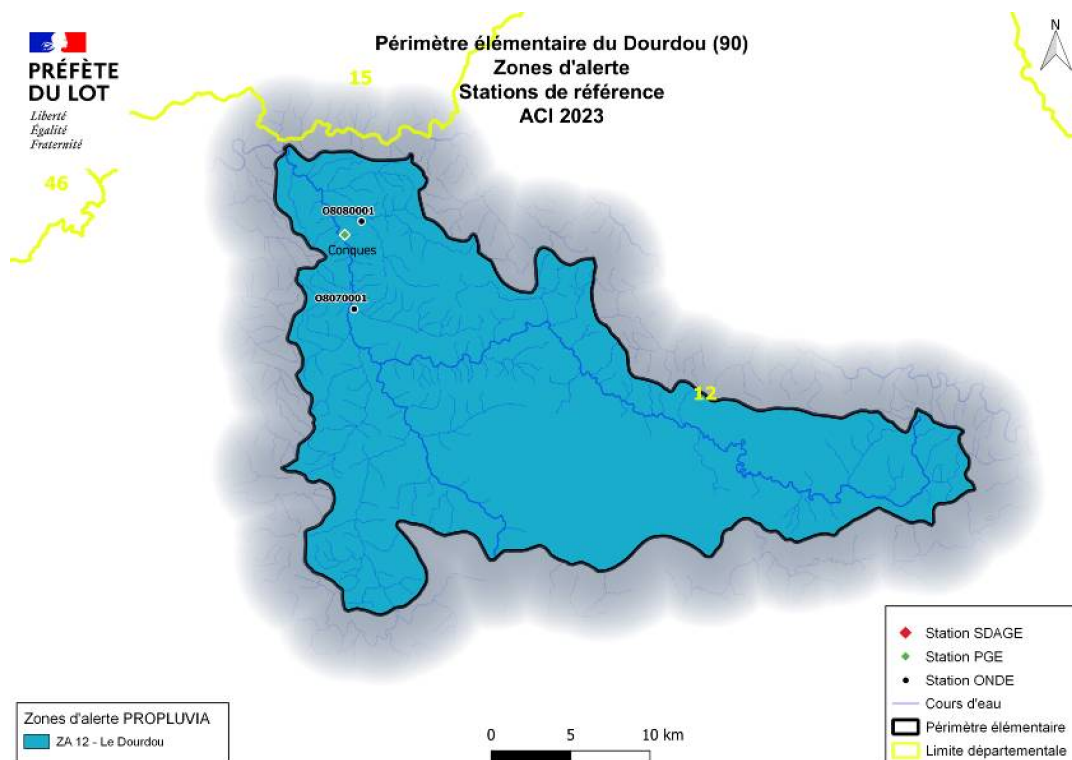 PRÉFÈTE
DU LOT
Liberté
Égalité
Fraternité
Périmètre élémentaire du Dourdou (90)
Zones d'alerte
Stations de référence
ACI 2023
N
15
46
O8080001
Conques
O8070001
12
Station SDAGE
Station PGE
Station ONDE
Cours d'eau
Périmètre élémentaire
Limite départementale
Zones d'alerte PROPLUVIA
ZA 12 - Le Dourdou
0 5 10 km